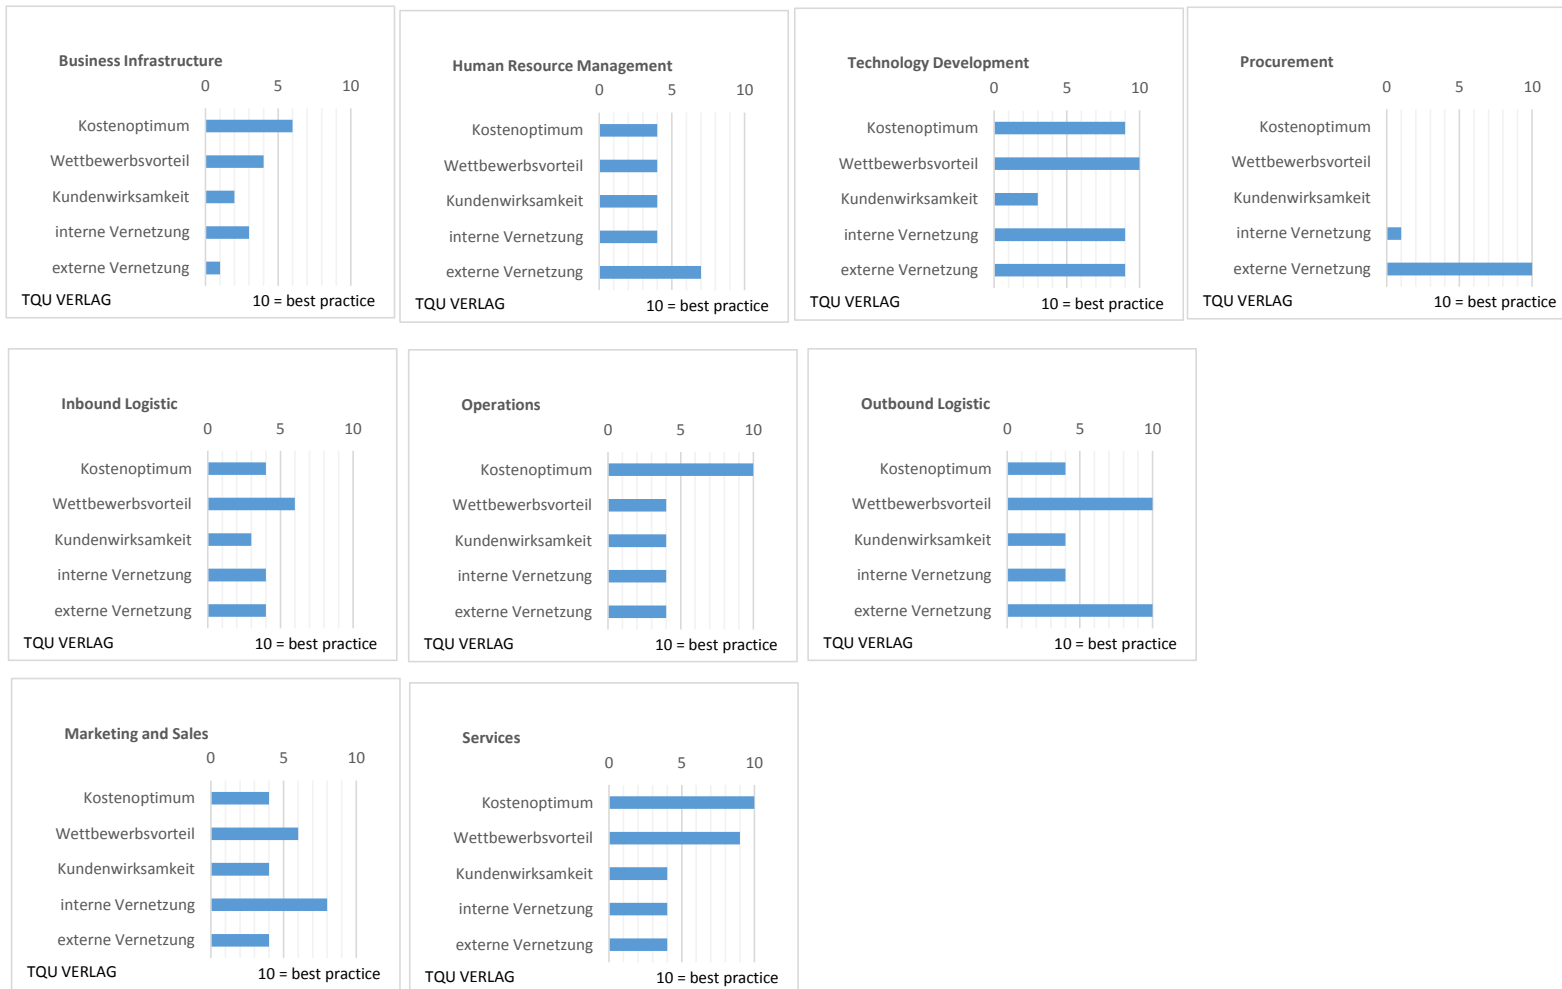 Business Infrastructure
0 5 10
Kostenoptimum
Wettbewerbsvorteil
Kundenwirksamkeit
interne Vernetzung
externe Vernetzung
TQU VERLAG 10 = best practice
Human Resource Management
0 5 10
Kostenoptimum
Wettbewerbsvorteil
Kundenwirksamkeit
interne Vernetzung
externe Vernetzung
TQU VERLAG 10 = best practice
Technology Development
0 5 10
Kostenoptimum
Wettbewerbsvorteil
Kundenwirksamkeit
interne Vernetzung
externe Vernetzung
TQU VERLAG 10 = best practice
Procurement
0 5 10
Kostenoptimum
Wettbewerbsvorteil
Kundenwirksamkeit
interne Vernetzung
externe Vernetzung
TQU VERLAG 10 = best practice
Inbound Logistic
0 5 10
Kostenoptimum
Wettbewerbsvorteil
Kundenwirksamkeit
interne Vernetzung
externe Vernetzung
TQU VERLAG 10 = best practice
Operations
0 5 10
Kostenoptimum
Wettbewerbsvorteil
Kundenwirksamkeit
interne Vernetzung
externe Vernetzung
TQU VERLAG 10 = best practice
Outbound Logistic
0 5 10
Kostenoptimum
Wettbewerbsvorteil
Kundenwirksamkeit
interne Vernetzung
externe Vernetzung
TQU VERLAG 10 = best practice
Marketing and Sales
0 5 10
Kostenoptimum
Wettbewerbsvorteil
Kundenwirksamkeit
interne Vernetzung
externe Vernetzung
TQU VERLAG 10 = best practice
Services
0 5 10
Kostenoptimum
Wettbewerbsvorteil
Kundenwirksamkeit
interne Vernetzung
externe Vernetzung
TQU VERLAG 10 = best practice